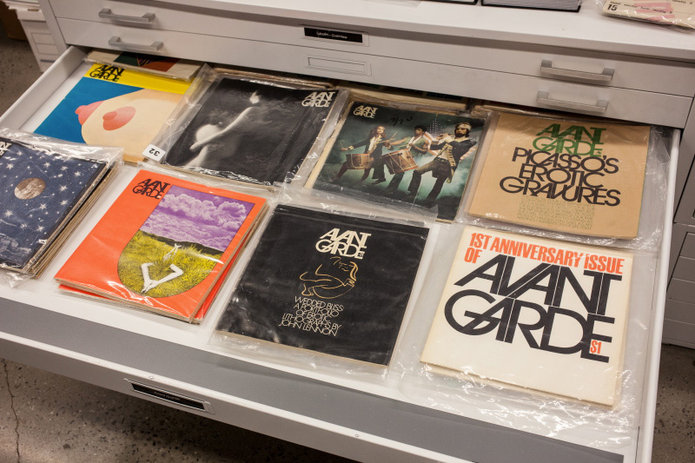 AVANT
GARDE
AVANT
GARDE
AVANT
GARDE
AVANT
GARDE
PICASSO'S
EROTIC
GRAVURES
32
AVANT
GARDE
AVANT
GARDE
WEDDED BLISS:
A PORTFOLIO
OF EROTIC
LITHOGRAPHS BY
JOHN LENNON
1ST ANNIVERSARY ISSUE
OF AVANT
GARDE
$1
15